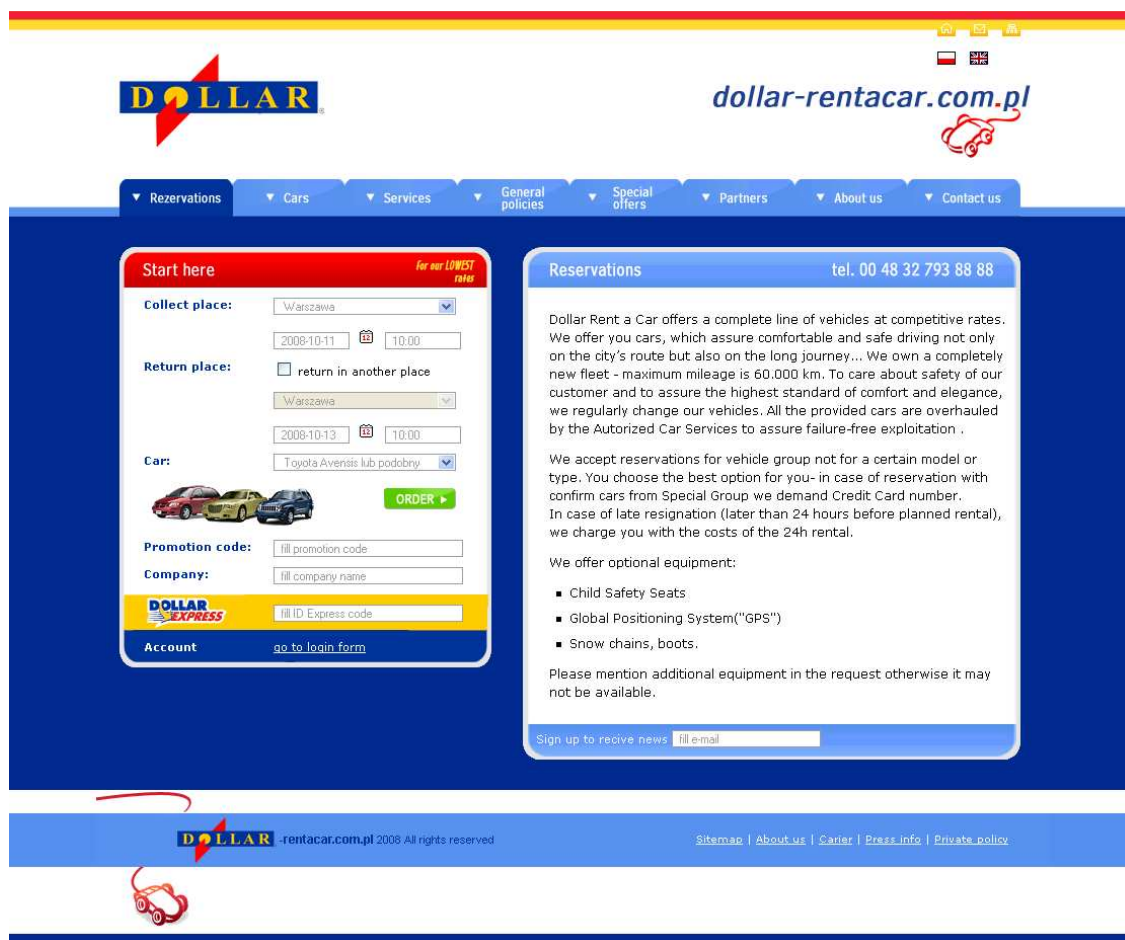 DOLLAR
dollar-rentacar.com.pl
Rezervations
Cars
Services
General
policies
Special
offers
Partners
About us
Contact us
Start here
For our LOWEST
rates
Collect place:
Warszawa
2008-10-11
12
10:00
Return place:
return in another place
Warszawa
2008-10-13
12
10:00
Car:
Toyota Avensis lub podobny
ORDER
Promotion code:
fill promotion code
Company:
fill company name
DOLLAR
EXPRESS
fill ID Express code
Account
go to login form
Reservations
tel. 00 48 32 793 88 88
Dollar Rent a Car offers a complete line of vehicles at competitive rates.
We offer you cars, which assure comfortable and safe driving not only
on the city's route but also on the long journey... We own a completely
new fleet - maximum mileage is 60.000 km. To care about safety of our
customer and to assure the highest standard of comfort and elegance,
we regularly change our vehicles. All the provided cars are overhauled
by the Autorized Car Services to assure failure-free exploitation .
We accept reservations for vehicle group not for a certain model or
type. You choose the best option for you- in case of reservation with
confirm cars from Special Group we demand Credit Card number.
In case of late resignation (later than 24 hours before planned rental),
we charge you with the costs of the 24h rental.
We offer optional equipment:
▪ Child Safety Seats
▪ Global Positioning System("GPS")
▪ Snow chains, boots.
Please mention additional equipment in the request otherwise it may
not be available.
Sign up to recive news
fill e-mail
DOLLAR -rentacar.com.pl 2008 All rights reserved
Sitemap | About us | Carier | Press info | Private policy